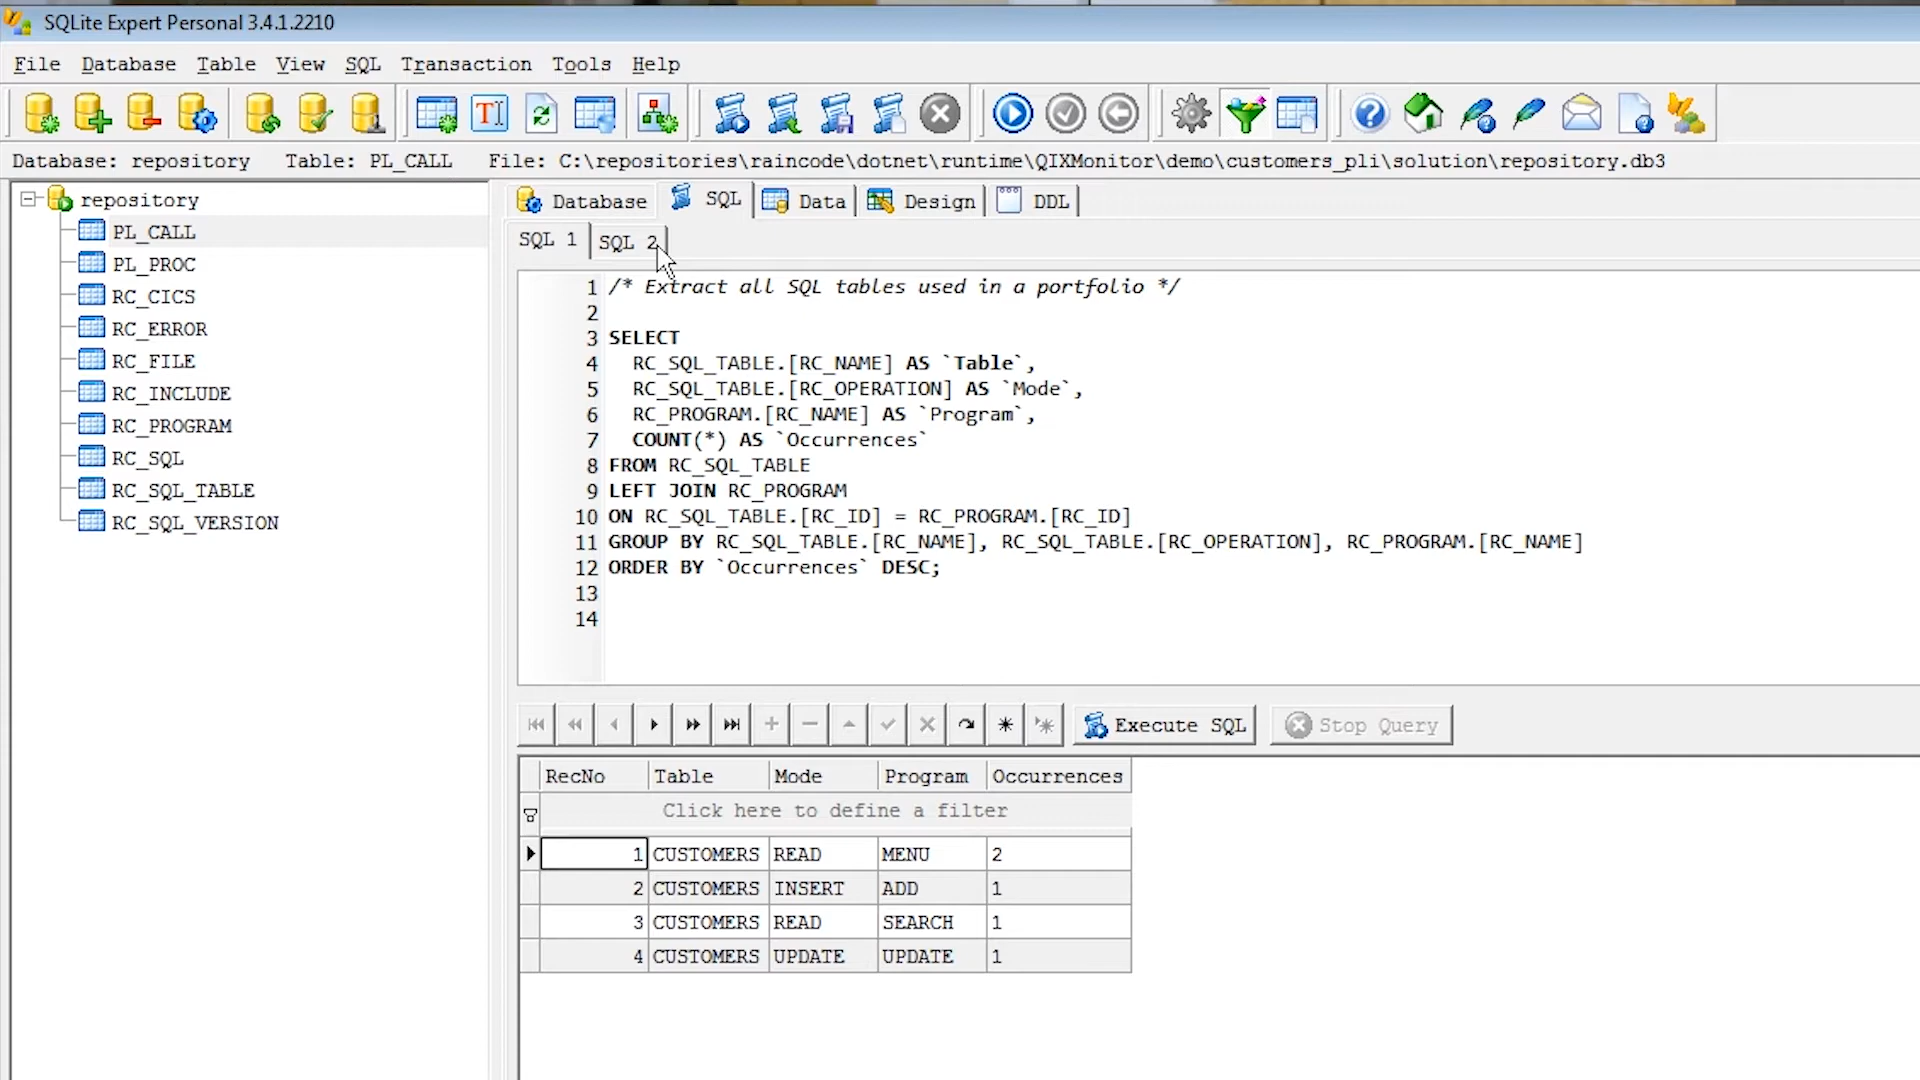 SQLite Expert Personal 3.4.1.2210
File Database Table View SQL Transaction Tools Help
Database: repository Table: PL_CALL File: C:\repositories\raincode\dotnet\runtime\QIXMonitor\demo\customers_pli\solution\repository.db3
repository
PL_CALL
PL_PROC
RC_CICS
RC_ERROR
RC_FILE
RC_INCLUDE
RC_PROGRAM
RC_SQL
RC_SQL_TABLE
RC_SQL_VERSION
Database SQL Data Design DDL
SQL 1 SQL 2
1 /* Extract all SQL tables used in a portfolio */
2
3 SELECT
4 RC_SQL_TABLE.[RC_NAME] AS `Table`,
5 RC_SQL_TABLE.[RC_OPERATION] AS `Mode`,
6 RC_PROGRAM.[RC_NAME] AS `Program`,
7 COUNT(*) AS `Occurrences`
8 FROM RC_SQL_TABLE
9 LEFT JOIN RC_PROGRAM
10 ON RC_SQL_TABLE.[RC_ID] = RC_PROGRAM.[RC_ID]
11 GROUP BY RC_SQL_TABLE.[RC_NAME], RC_SQL_TABLE.[RC_OPERATION], RC_PROGRAM.[RC_NAME]
12 ORDER BY `Occurrences` DESC;
13
14
Execute SQL Stop Query
RecNo Table Mode Program Occurrences
Click here to define a filter
1 CUSTOMERS READ MENU 2
2 CUSTOMERS INSERT ADD 1
3 CUSTOMERS READ SEARCH 1
4 CUSTOMERS UPDATE UPDATE 1